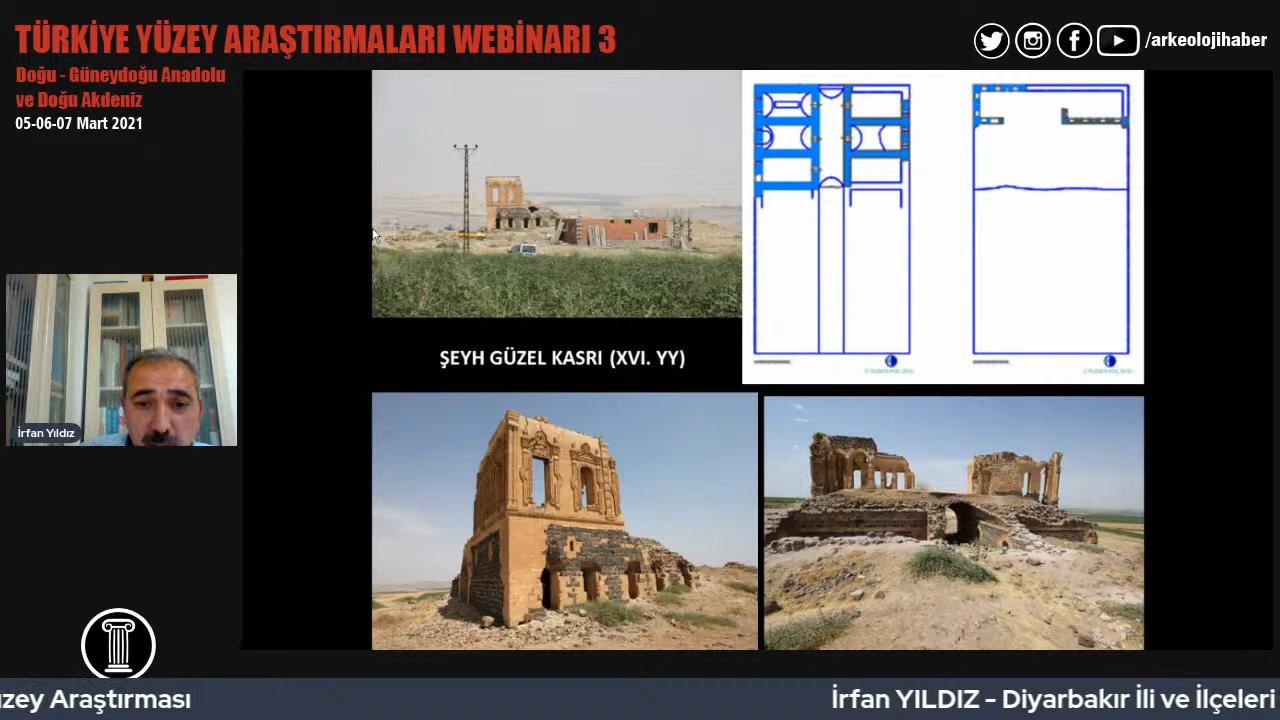 TÜRKİYE YÜZEY ARAŞTIRMALARI WEBİNARI 3
Doğu - Güneydoğu Anadolu
ve Doğu Akdeniz
05-06-07 Mart 2021
/arkeolojihaber
ŞEYH GÜZEL KASRI (XVI. YY)
İrfan Yıldız
üzey Araştırması
İrfan YILDIZ - Diyarbakır İli ve İlçeleri